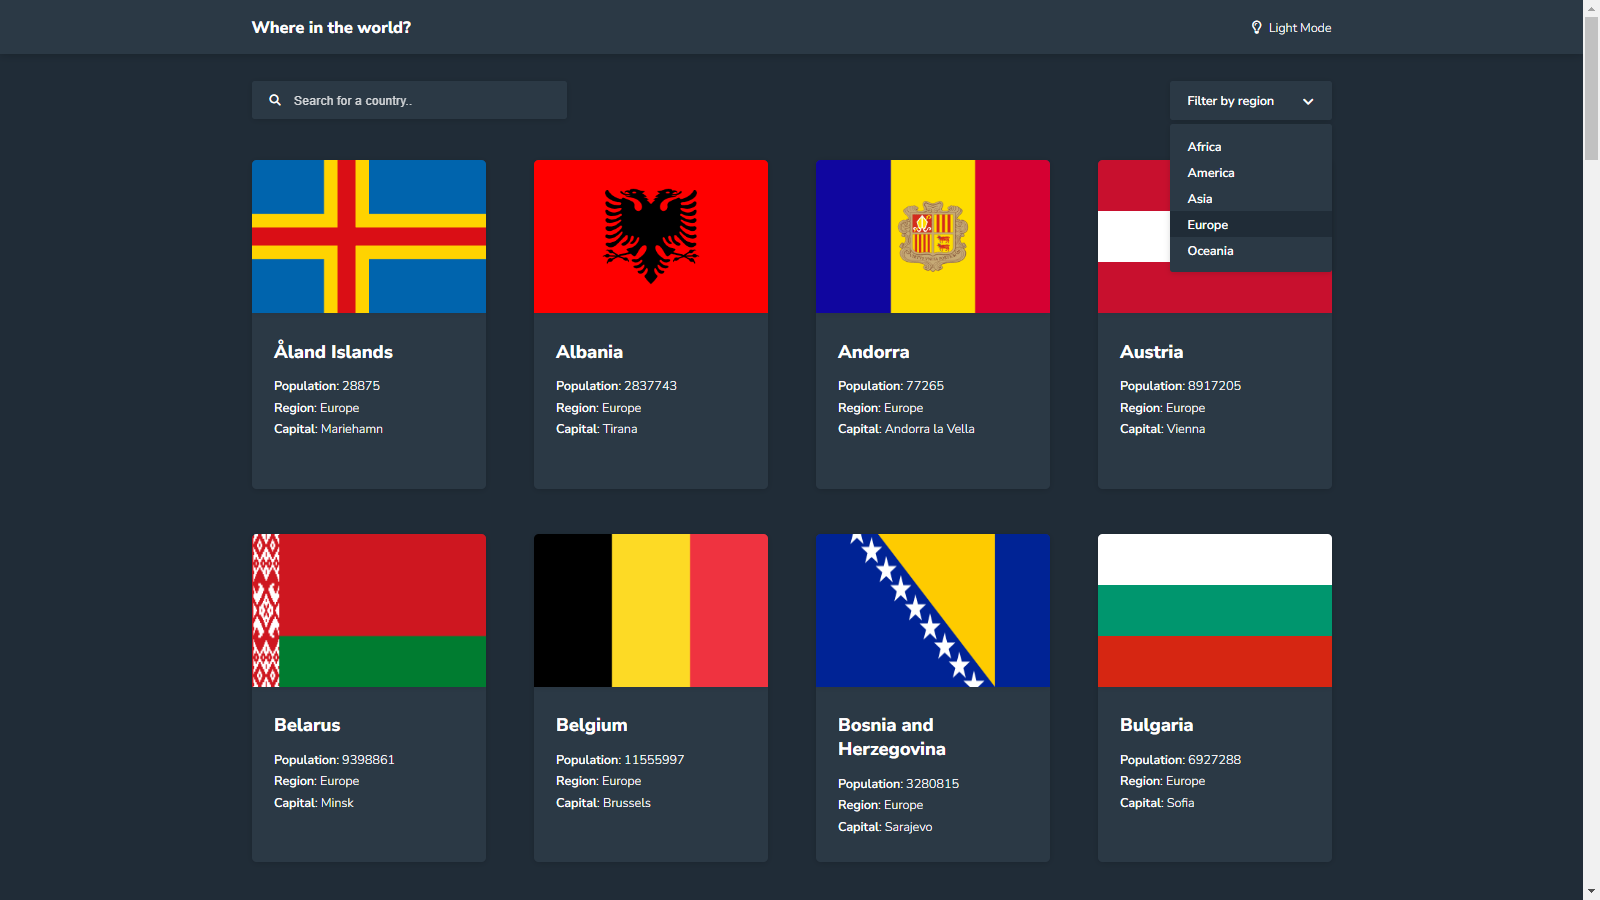 Where in the world?
Light Mode
Search for a country..
Filter by region
Africa
America
Asia
Europe
Oceania
Åland Islands
Population: 28875
Region: Europe
Capital: Mariehamn
Albania
Population: 2837743
Region: Europe
Capital: Tirana
Andorra
Population: 77265
Region: Europe
Capital: Andorra la Vella
Austria
Population: 8917205
Region: Europe
Capital: Vienna
Belarus
Population: 9398861
Region: Europe
Capital: Minsk
Belgium
Population: 11555997
Region: Europe
Capital: Brussels
Bosnia and
Herzegovina
Population: 3280815
Region: Europe
Capital: Sarajevo
Bulgaria
Population: 6927288
Region: Europe
Capital: Sofia